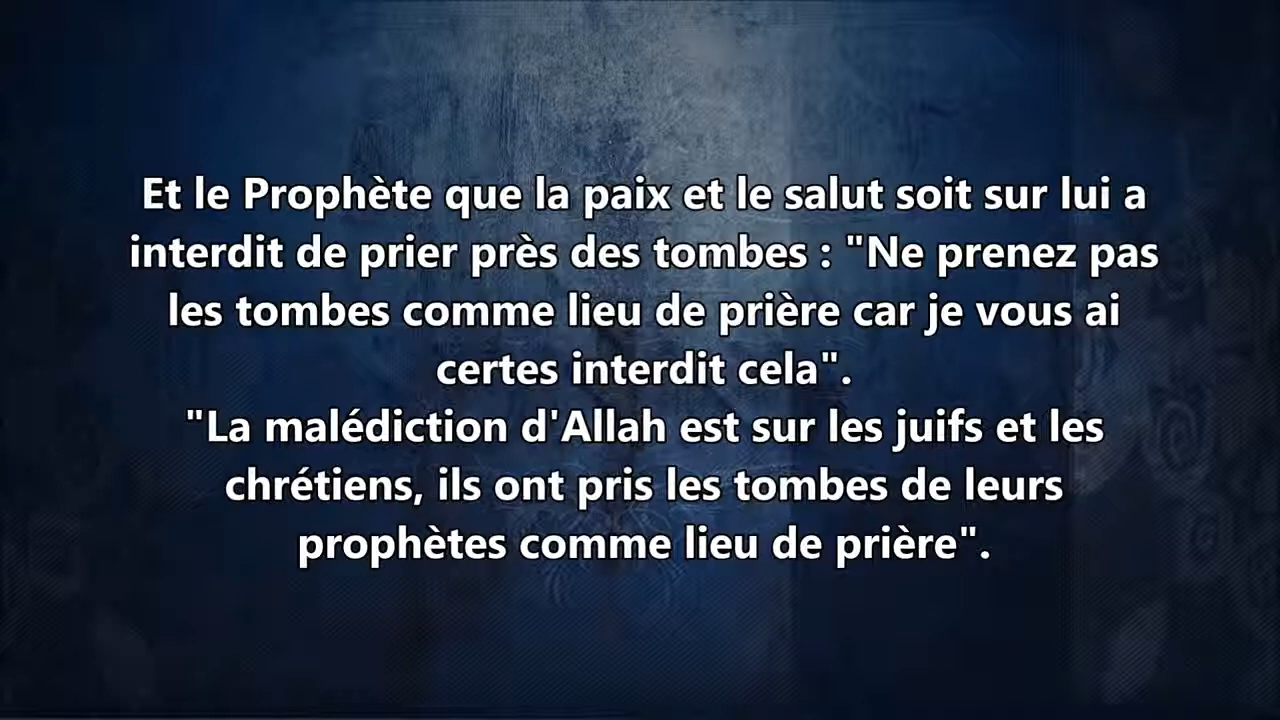 Et le Prophète que la paix et le salut soit sur lui a
interdit de prier près des tombes : "Ne prenez pas
les tombes comme lieu de prière car je vous ai
certes interdit cela".
"La malédiction d'Allah est sur les juifs et les
chrétiens, ils ont pris les tombes de leurs
prophètes comme lieu de prière".